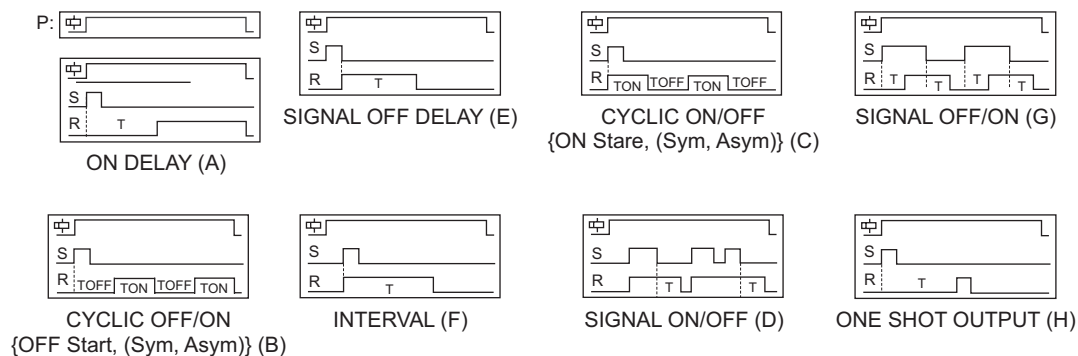 P:
S
R T
ON DELAY (A)
S
R T
SIGNAL OFF DELAY (E)
S
R TON TOFF TON TOFF
CYCLIC ON/OFF
{ON Stare, (Sym, Asym)} (C)
S
R T T T T
SIGNAL OFF/ON (G)
S
R TOFF TON TOFF TON
CYCLIC OFF/ON
{OFF Start, (Sym, Asym)} (B)
S
R T
INTERVAL (F)
S
R T T
SIGNAL ON/OFF (D)
S
R T
ONE SHOT OUTPUT (H)